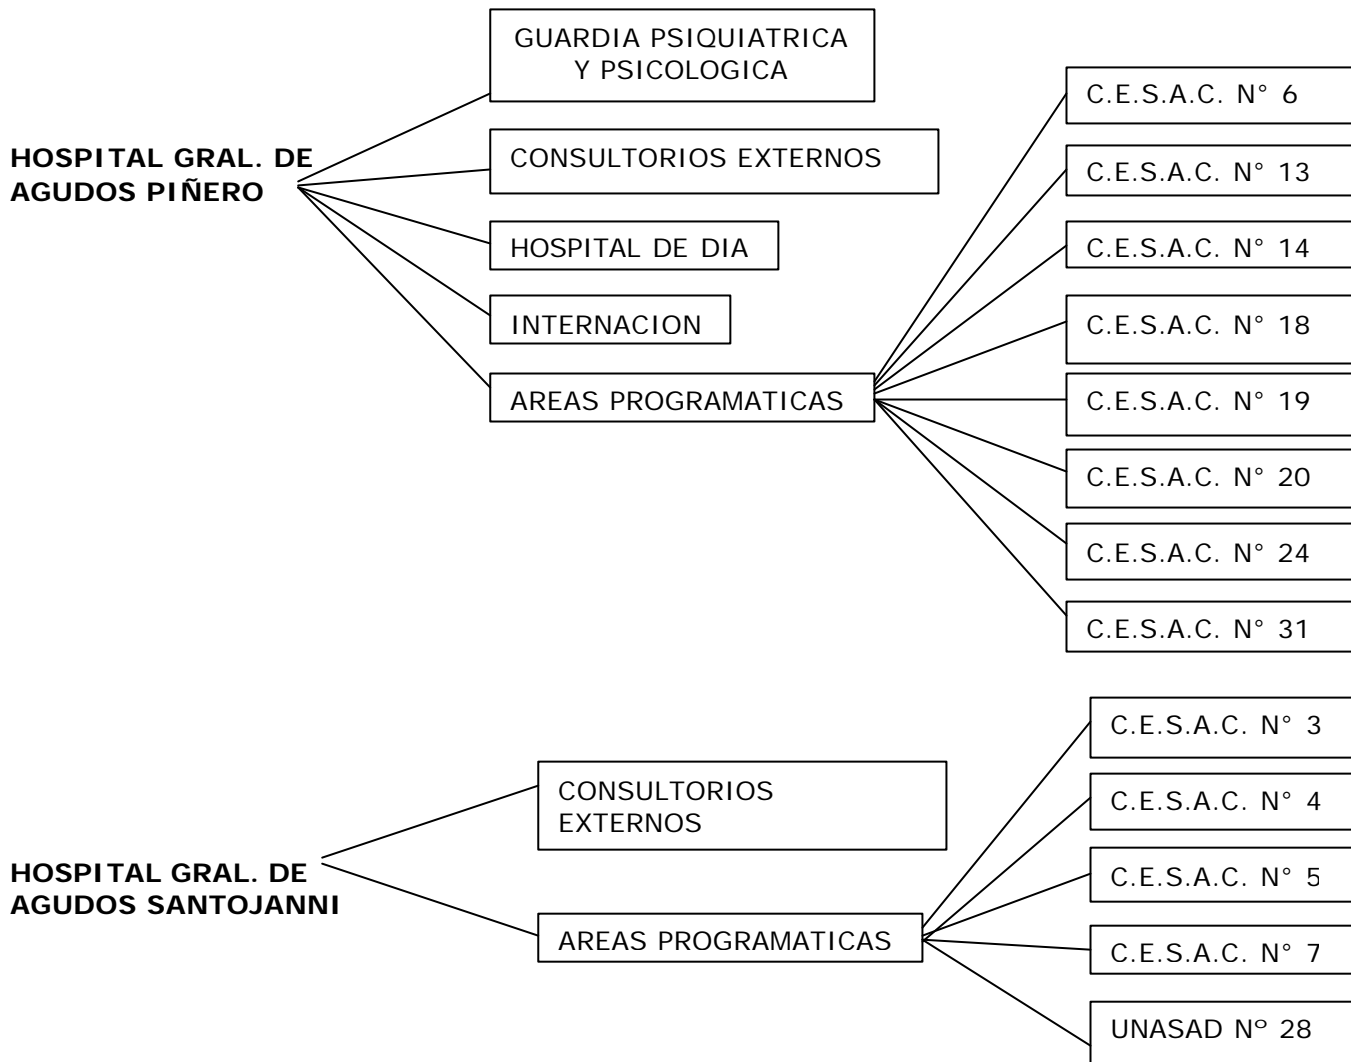 GUARDIA PSIQUIATRICA
Y PSICOLOGICA
HOSPITAL GRAL. DE
AGUDOS PIÑERO
CONSULTORIOS EXTERNOS
HOSPITAL DE DIA
INTERNACION
AREAS PROGRAMATICAS
C.E.S.A.C. N° 6
C.E.S.A.C. N° 13
C.E.S.A.C. N° 14
C.E.S.A.C. N° 18
C.E.S.A.C. N° 19
C.E.S.A.C. N° 20
C.E.S.A.C. N° 24
C.E.S.A.C. N° 31
HOSPITAL GRAL. DE
AGUDOS SANTOJANNI
CONSULTORIOS
EXTERNOS
AREAS PROGRAMATICAS
C.E.S.A.C. N° 3
C.E.S.A.C. N° 4
C.E.S.A.C. N° 5
C.E.S.A.C. N° 7
UNASAD Nº 28